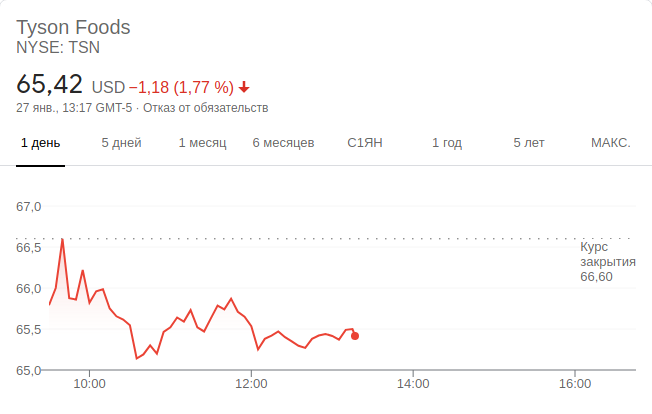 Tyson Foods
NYSE: TSN
65,42 USD −1,18 (1,77 %)
27 янв., 13:17 GMT-5 · Отказ от обязательств
1 день 5 дней 1 месяц 6 месяцев С1ЯН 1 год 5 лет МАКС.
67,0
66,5
Курс
закрытия
66,60
66,0
65,5
65,0
10:00 12:00 14:00 16:00